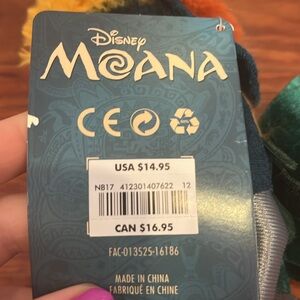 Disney
MOANA
CE
USA $14.95
NB17 412301407622 12
CAN $16.95
FAC-013525-16186
MADE IN CHINA
FABRIQUÉ EN CHINE